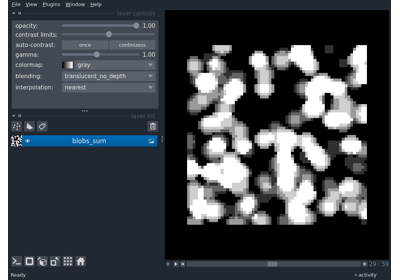 File View Plugins Window Help
layer controls
opacity: 1.00
contrast limits:
auto-contrast: once continuous
gamma: 1.00
colormap: gray
blending: translucent_no_depth
interpolation: nearest
layer list
blobs_sum
29 59
Ready activity